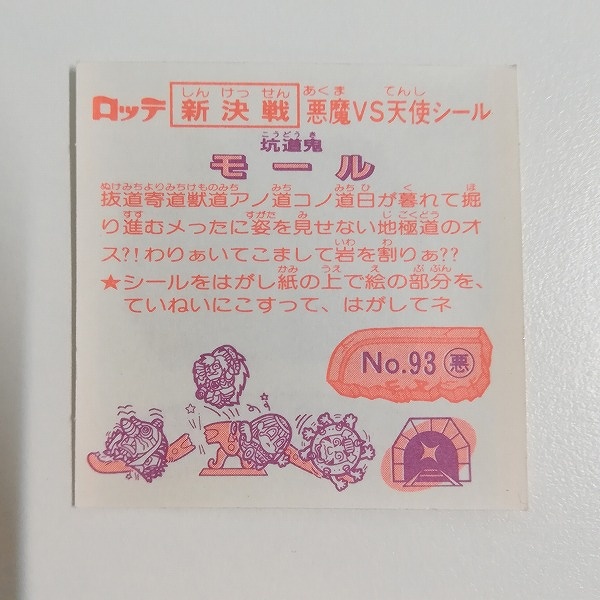 ロッテ 新決戦 悪魔VS天使シール
しん けっ せん あくま てんし
こうどうき
坑道鬼
モール
ぬけみちよりみちけものみち みち みち ひ く ほ
抜道寄道獣道アノ道コノ道日が暮れて掘
すす すがた み じ ごくどう
り進むメったに姿を見せない地極道のオ
いわ わ
ス?!わりぁいてこまして岩を割りぁ??
かみ うえ え ぶぶん
★シールをはがし紙の上で絵の部分を、
ていねいにこすって、はがしてネ
No.93 悪